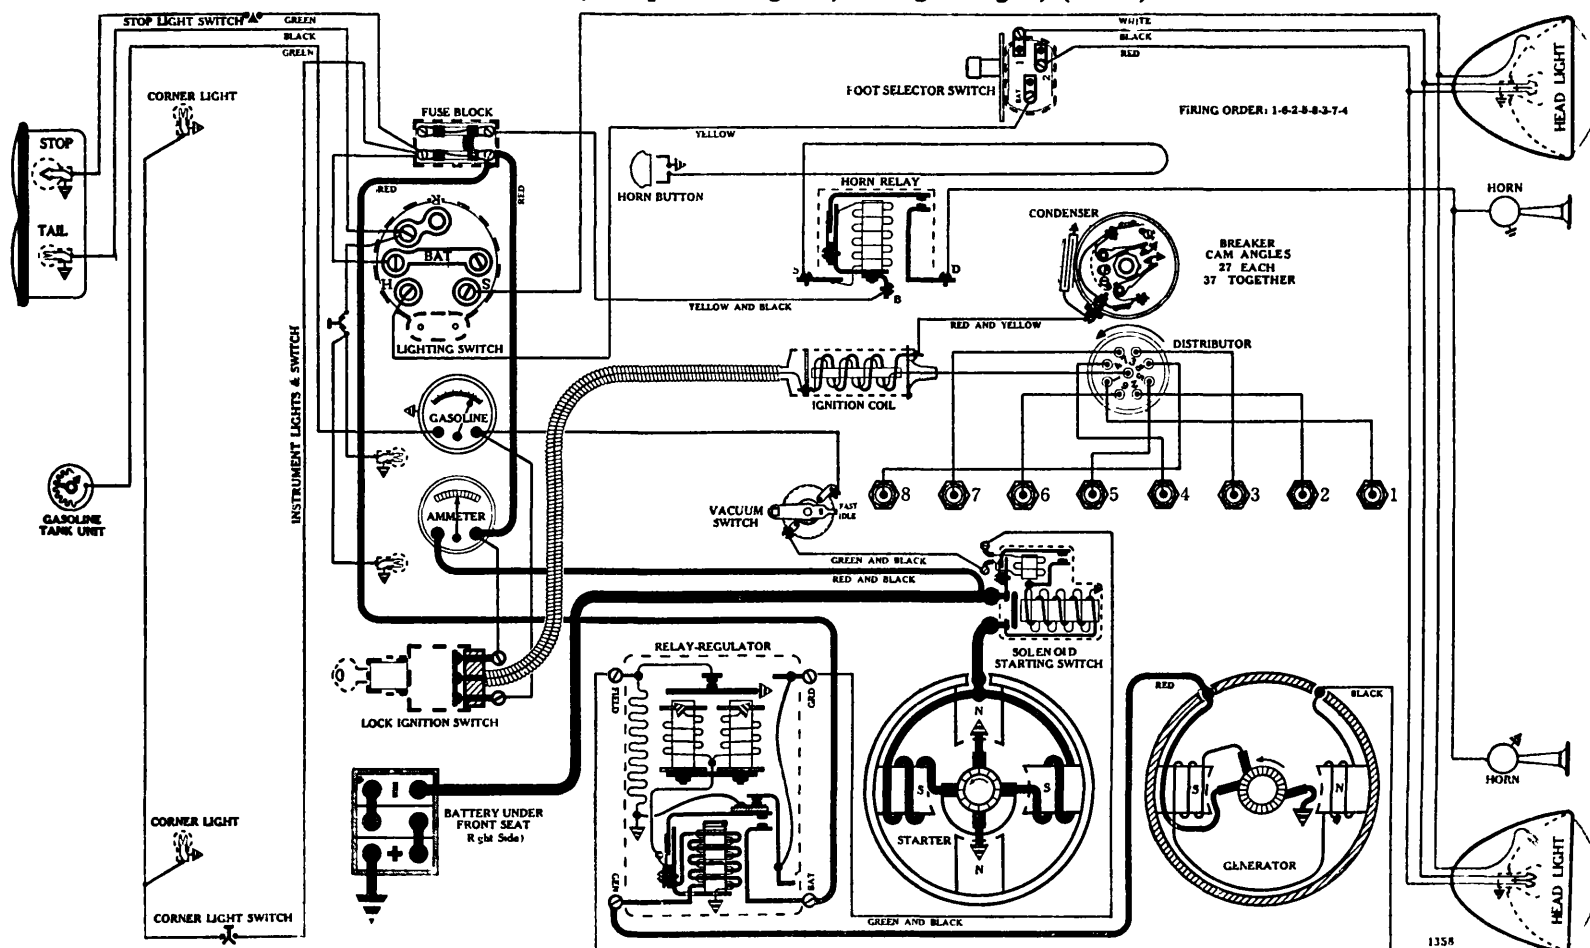 STOP LIGHT SWITCH
GREEN
BLACK
GREEN
WHITE
BLACK
RED
CORNER LIGHT
FUSE BLOCK
FOOT SELECTOR SWITCH
1
2
BAT
FIRING ORDER: 1-6-2-5-8-3-7-4
HEAD LIGHT
STOP
YELLOW
RED
RED
HORN BUTTON
HORN RELAY
HORN
CONDENSER
TAIL
R
BAT
H
S
S
D
B
BREAKER
CAM ANGLES
27 EACH
37 TOGETHER
YELLOW AND BLACK
RED AND YELLOW
LIGHTING SWITCH
DISTRIBUTOR
INSTRUMENT LIGHTS & SWITCH
GASOLINE
IGNITION COIL
8
7
6
5
4
3
2
1
GASOLINE
TANK UNIT
AMMETER
VACUUM
SWITCH
FAST
IDLE
GREEN AND BLACK
RED AND BLACK
SOLENOID
STARTING SWITCH
RELAY-REGULATOR
FIELD
GRD
RED
BLACK
LOCK IGNITION SWITCH
N
S
S
N
STARTER
S
N
GENERATOR
HORN
BATTERY UNDER
FRONT SEAT
Right Side)
-
+
CORNER LIGHT
GEN
BAT
HEAD LIGHT
CORNER LIGHT SWITCH
GREEN AND BLACK
1358